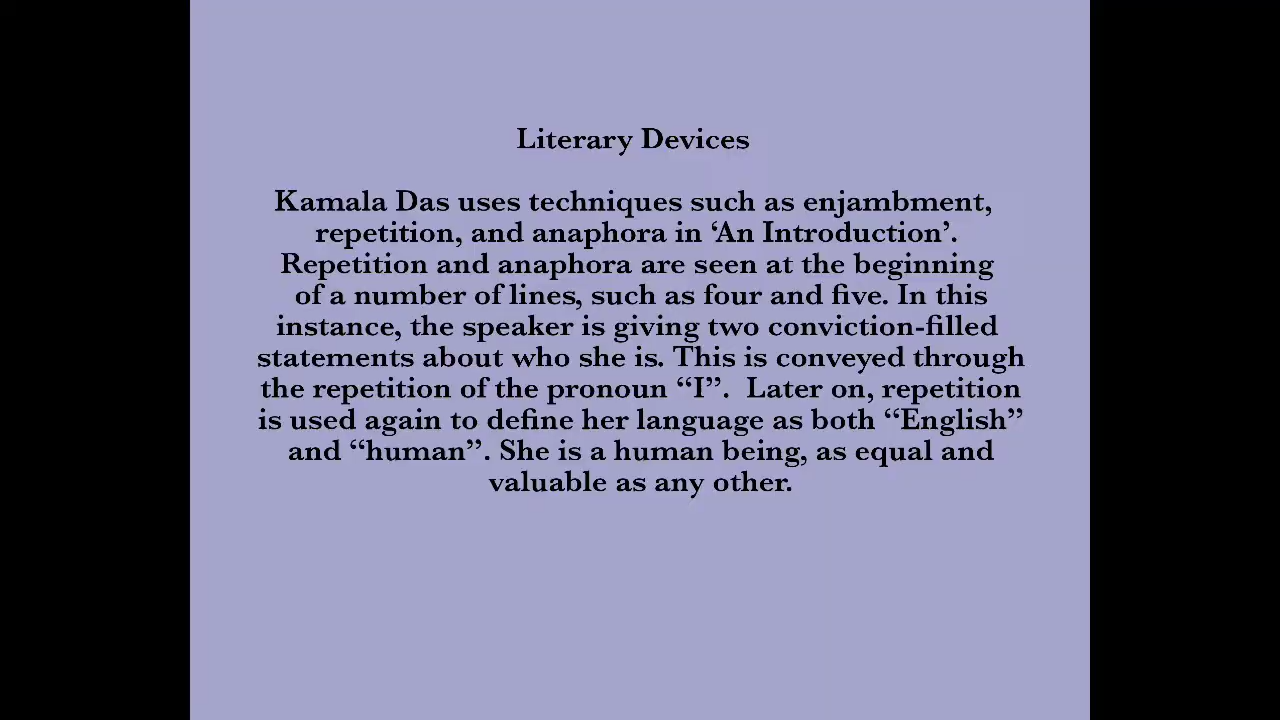 Literary Devices
Kamala Das uses techniques such as enjambment,
repetition, and anaphora in ‘An Introduction’.
Repetition and anaphora are seen at the beginning
of a number of lines, such as four and five. In this
instance, the speaker is giving two conviction-filled
statements about who she is. This is conveyed through
the repetition of the pronoun “I”.  Later on, repetition
is used again to define her language as both “English”
and “human”. She is a human being, as equal and
valuable as any other.